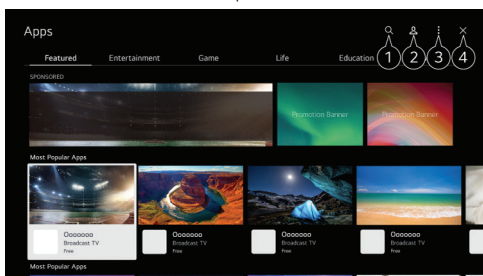 Apps
Featured Entertainment Game Life Education
1 2 3 4
SPONSORED
Promotion Banner Promotion Banner
Most Popular Apps
Ooooooo Ooooooo Ooooooo Ooooooo
Broadcast TV Broadcast TV Broadcast TV Broadcast TV
Free Free Free Free
Most Popular Apps